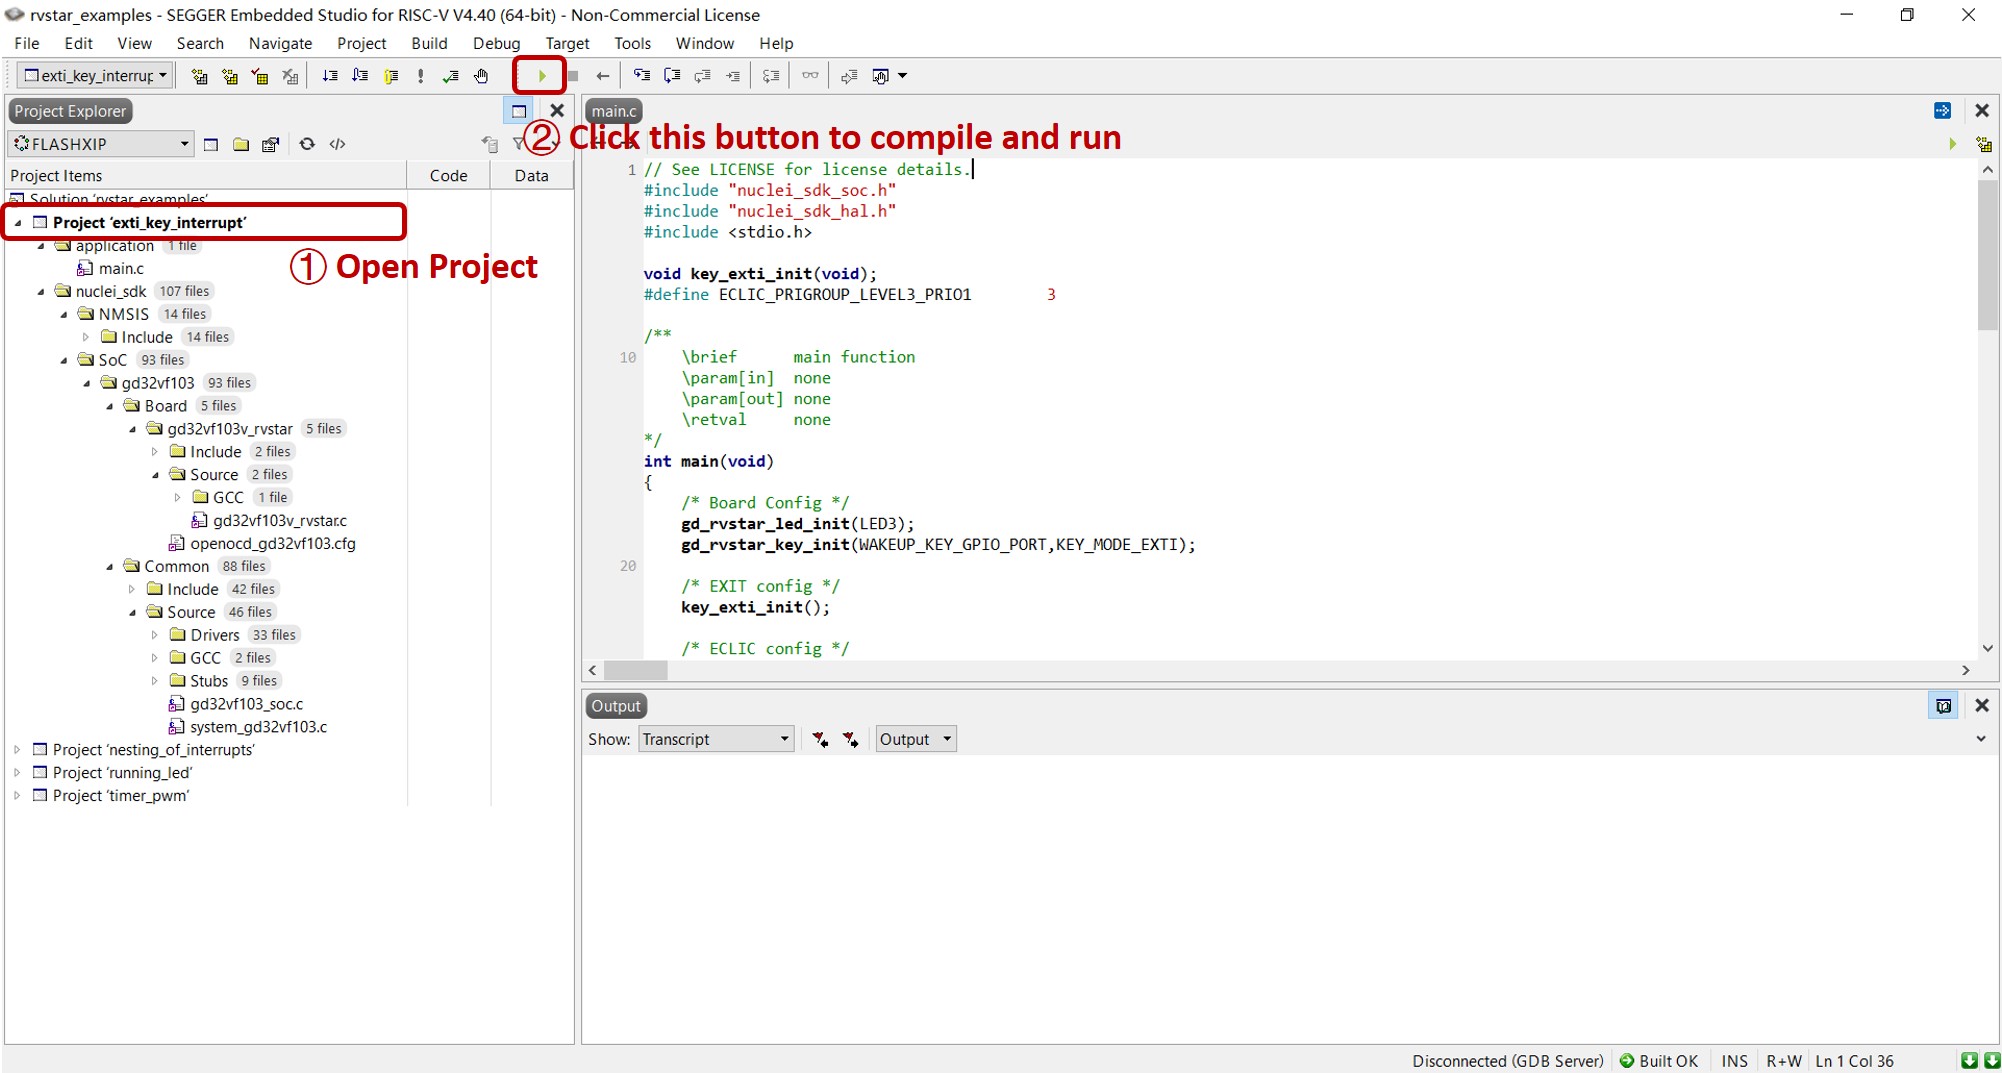 rvstar_examples - SEGGER Embedded Studio for RISC-V V4.40 (64-bit) - Non-Commercial License
File Edit View Search Navigate Project Build Debug Target Tools Window Help
exti_key_interrup
Project Explorer
FLASHXIP
Project Items Code Data
Solution 'rvstar_examples'
Project 'exti_key_interrupt'
application 1 file
① Open Project
main.c
nuclei_sdk 107 files
NMSIS 14 files
Include 14 files
SoC 93 files
gd32vf103 93 files
Board 5 files
gd32vf103v_rvstar 5 files
Include 2 files
Source 2 files
GCC 1 file
gd32vf103v_rvstar.c
openocd_gd32vf103.cfg
Common 88 files
Include 42 files
Source 46 files
Drivers 33 files
GCC 2 files
Stubs 9 files
gd32vf103_soc.c
system_gd32vf103.c
Project 'nesting_of_interrupts'
Project 'running_led'
Project 'timer_pwm'
main.c
② Click this button to compile and run
1 // See LICENSE for license details.
#include "nuclei_sdk_soc.h"
#include "nuclei_sdk_hal.h"
#include <stdio.h>
void key_exti_init(void);
#define ECLIC_PRIGROUP_LEVEL3_PRIO1 3
/**
10 \brief main function
\param[in] none
\param[out] none
\retval none
*/
int main(void)
{
/* Board Config */
gd_rvstar_led_init(LED3);
gd_rvstar_key_init(WAKEUP_KEY_GPIO_PORT,KEY_MODE_EXTI);
20
/* EXIT config */
key_exti_init();
/* ECLIC config */
Output
Show: Transcript Output
Disconnected (GDB Server) Built OK INS R+W Ln 1 Col 36